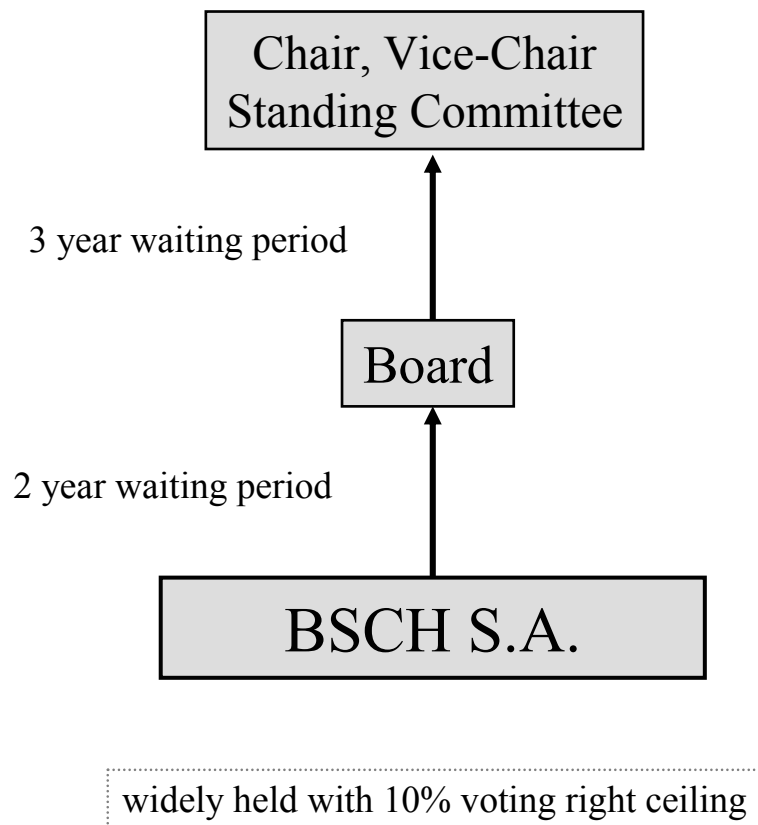 Chair, Vice-Chair
Standing Committee
3 year waiting period
Board
2 year waiting period
BSCH S.A.
widely held with 10% voting right ceiling